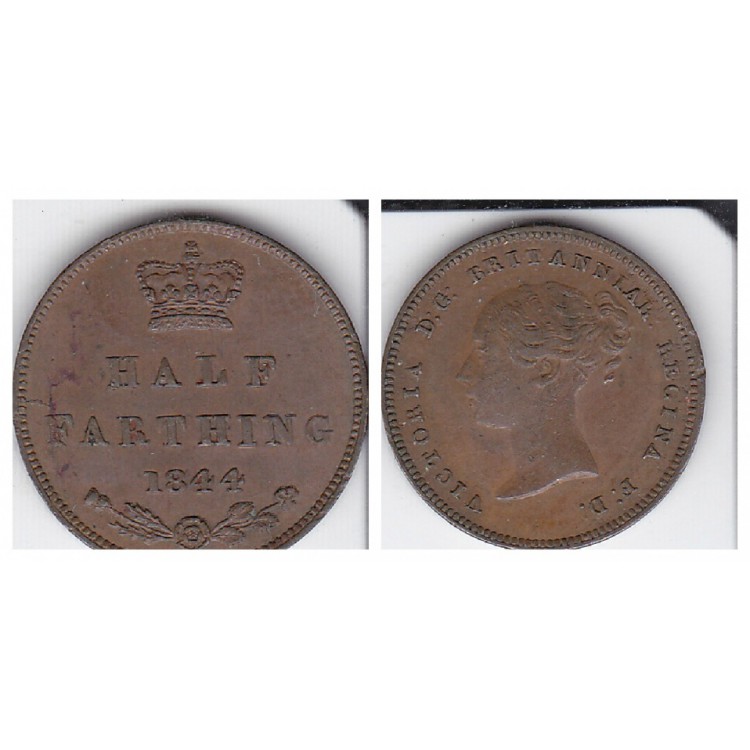 HALF
FARTHING
1844
VICTORIA D.G. BRITANNIAR. REGINA F.D.